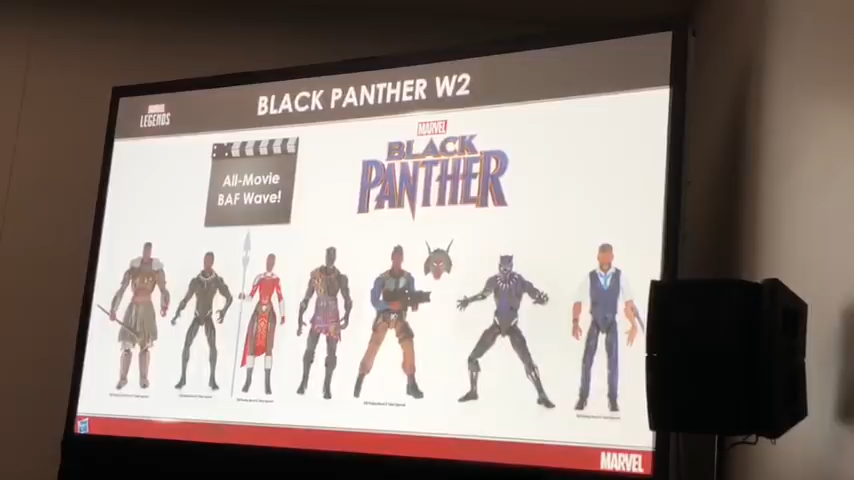 MARVEL
LEGENDS
BLACK PANTHER W2
All-Movie
BAF Wave!
MARVEL
BLACK
PANTHER
MARVEL